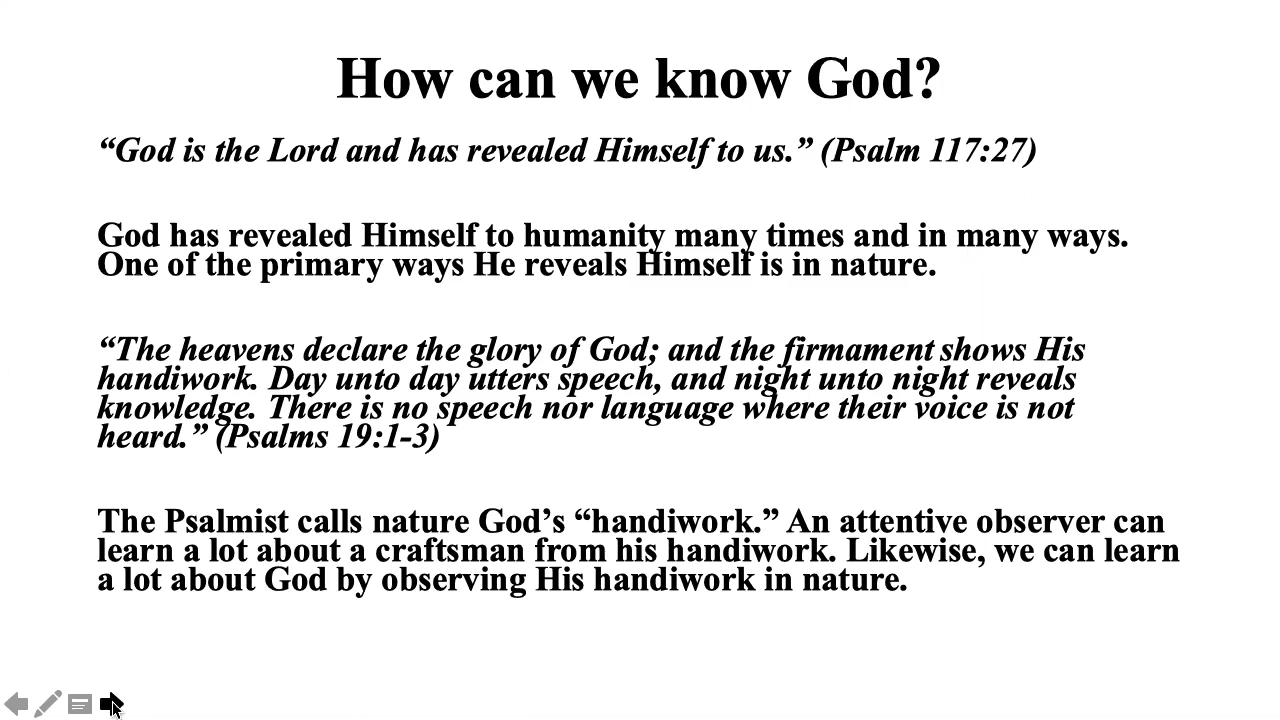 How can we know God?
“God is the Lord and has revealed Himself to us.” (Psalm 117:27)
God has revealed Himself to humanity many times and in many ways.
One of the primary ways He reveals Himself is in nature.
“The heavens declare the glory of God; and the firmament shows His
handiwork. Day unto day utters speech, and night unto night reveals
knowledge. There is no speech nor language where their voice is not
heard.” (Psalms 19:1-3)
The Psalmist calls nature God’s “handiwork.” An attentive observer can
learn a lot about a craftsman from his handiwork. Likewise, we can learn
a lot about God by observing His handiwork in nature.